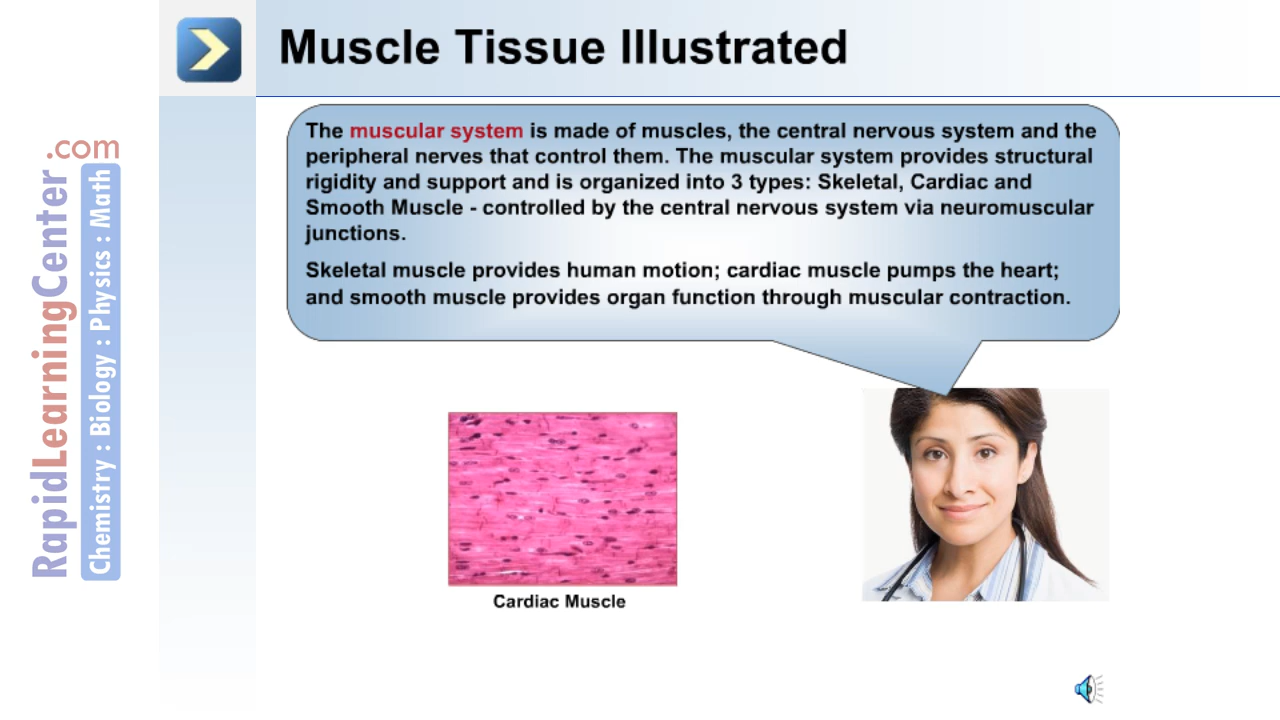 Muscle Tissue Illustrated
The muscular system is made of muscles, the central nervous system and the
peripheral nerves that control them. The muscular system provides structural
rigidity and support and is organized into 3 types: Skeletal, Cardiac and
Smooth Muscle - controlled by the central nervous system via neuromuscular
junctions.
Skeletal muscle provides human motion; cardiac muscle pumps the heart;
and smooth muscle provides organ function through muscular contraction.
Cardiac Muscle
RapidLearningCenter.com
Chemistry : Biology : Physics : Math